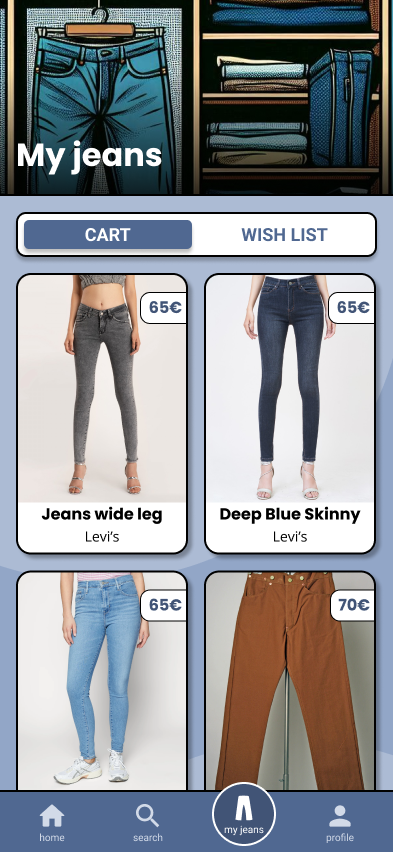 My jeans
CART
WISH LIST
65€
65€
Jeans wide leg
Levi's
Deep Blue Skinny
Levi's
65€
70€
home
search
my jeans
profile